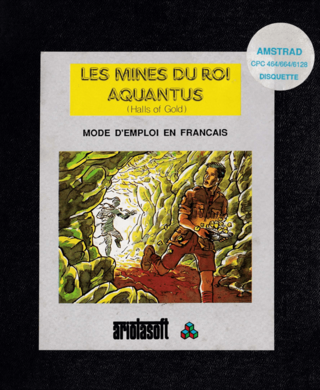 AMSTRAD
CPC 464/664/6128
DISQUETTE
LES MINES DU ROI
AQUANTUS
(Halls of Gold)
MODE D'EMPLOI EN FRANCAIS
ariolasoft